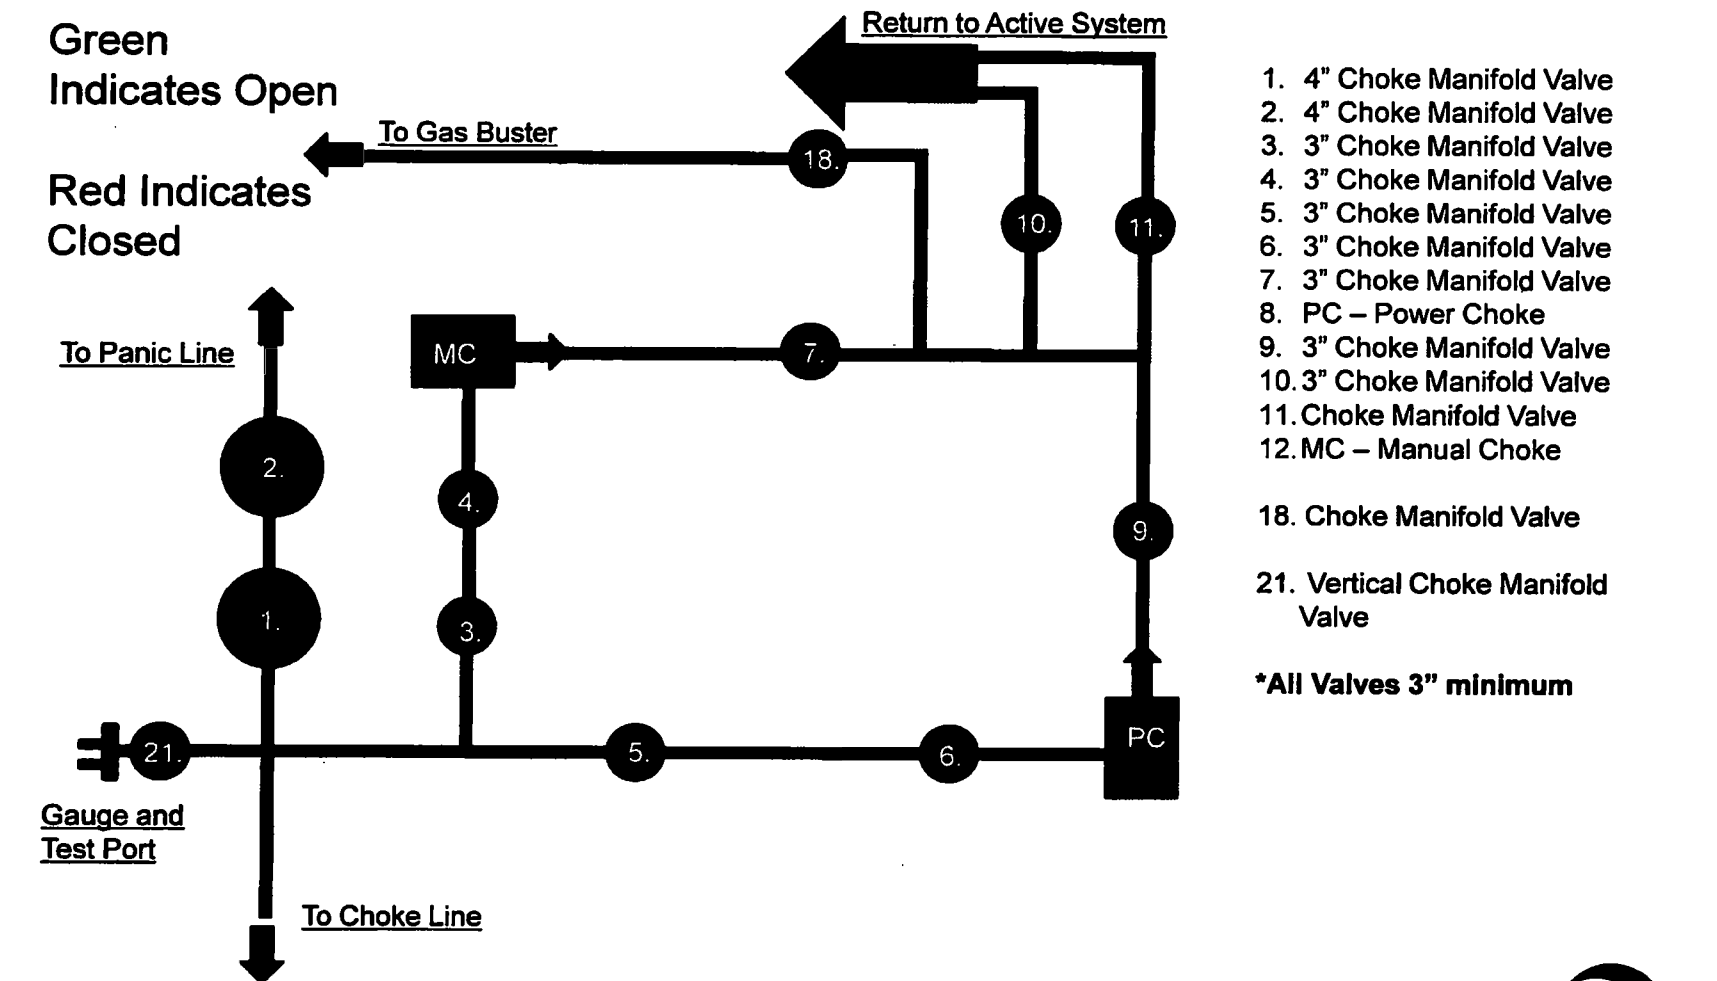 Green
Indicates Open
Red Indicates
Closed
Return to Active System
To Gas Buster
18.
10.
11.
To Panic Line
MC
7.
2.
4.
9.
1.
3.
21.
5.
6.
PC
Gauge and
Test Port
To Choke Line
1. 4" Choke Manifold Valve
2. 4" Choke Manifold Valve
3. 3" Choke Manifold Valve
4. 3" Choke Manifold Valve
5. 3" Choke Manifold Valve
6. 3" Choke Manifold Valve
7. 3" Choke Manifold Valve
8. PC – Power Choke
9. 3" Choke Manifold Valve
10. 3" Choke Manifold Valve
11. Choke Manifold Valve
12. MC – Manual Choke
18. Choke Manifold Valve
21. Vertical Choke Manifold
Valve
*All Valves 3" minimum